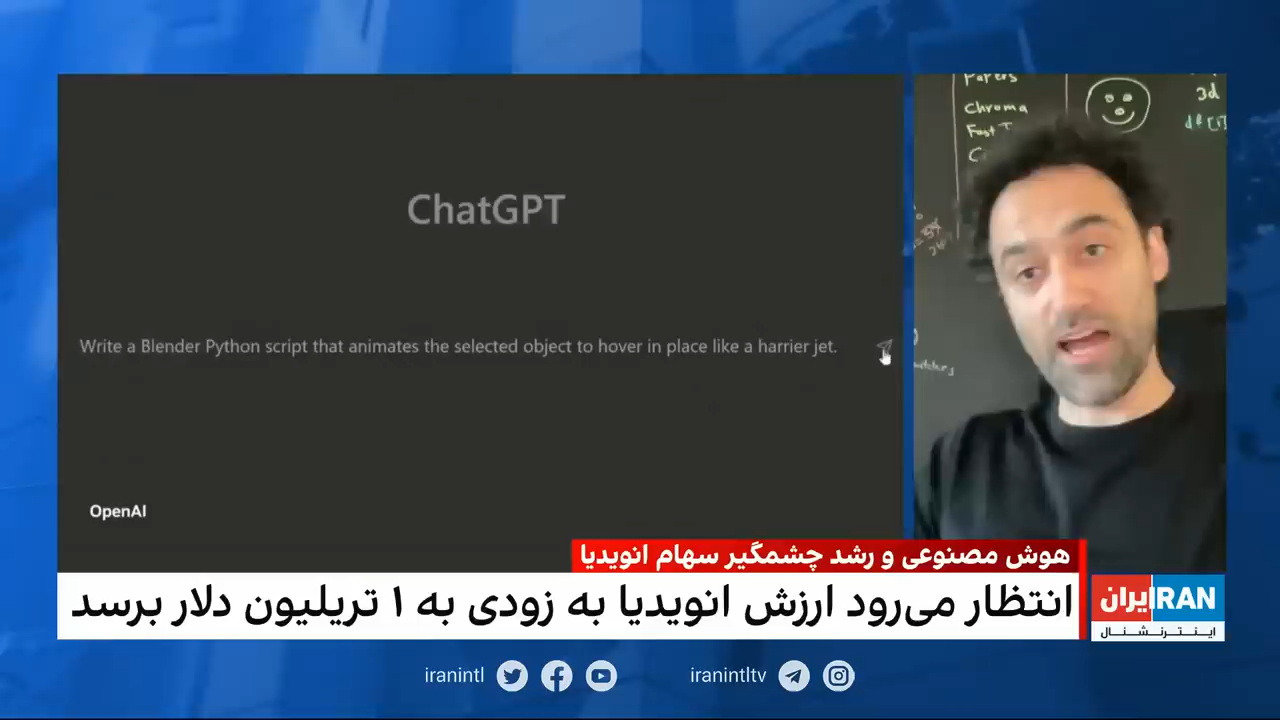 ChatGPT
Write a Blender Python script that animates the selected object to hover in place like a harrier jet.
OpenAI
Papers
Chroma
3d
هوش مصنوعی و رشد چشمگیر سهام انویدیا
انتظار می‌رود ارزش انویدیا به زودی به ۱ تریلیون دلار برسد
ایران IRAN
اینترنشنال
iranintl
iranintltv